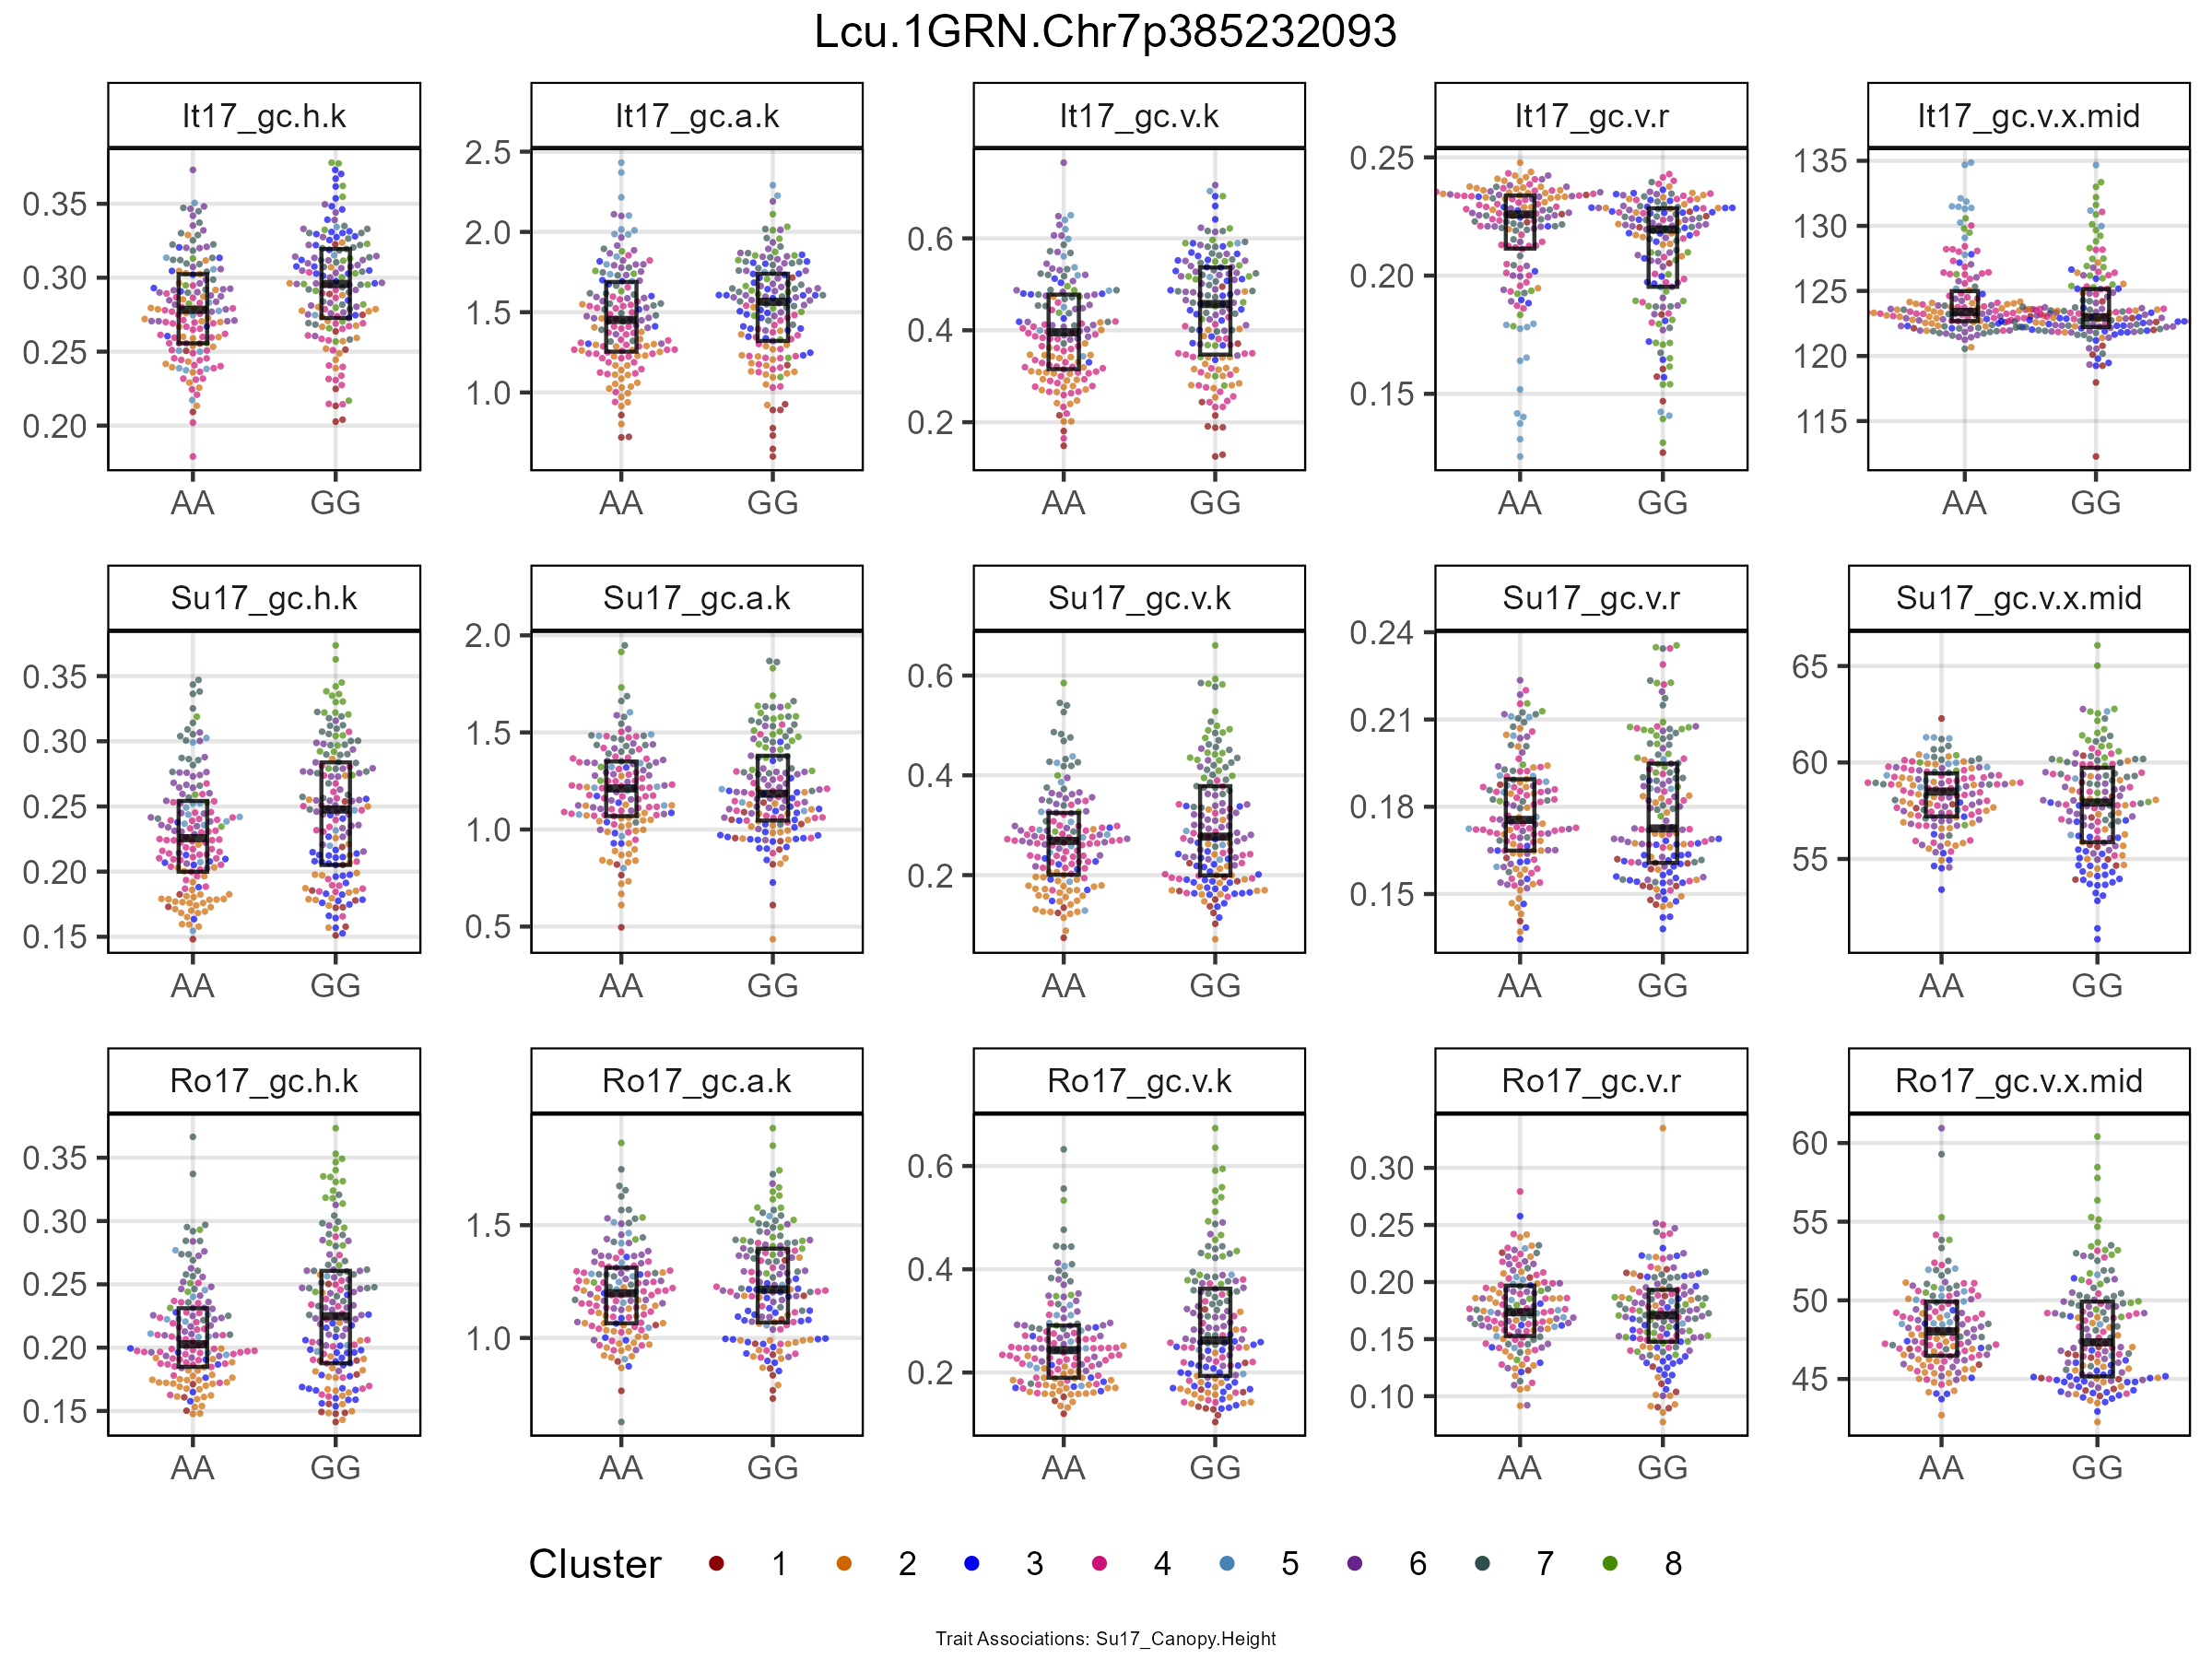 Lcu.1GRN.Chr7p385232093
It17_gc.h.k It17_gc.a.k It17_gc.v.k It17_gc.v.r It17_gc.v.x.mid
0.35 0.30 0.25 0.20
2.5 2.0 1.5 1.0
0.6 0.4 0.2
0.25 0.20 0.15
135 130 125 120 115
AA GG AA GG AA GG AA GG AA GG
Su17_gc.h.k Su17_gc.a.k Su17_gc.v.k Su17_gc.v.r Su17_gc.v.x.mid
0.35 0.30 0.25 0.20 0.15
2.0 1.5 1.0 0.5
0.6 0.4 0.2
0.24 0.21 0.18 0.15
65 60 55
AA GG AA GG AA GG AA GG AA GG
Ro17_gc.h.k Ro17_gc.a.k Ro17_gc.v.k Ro17_gc.v.r Ro17_gc.v.x.mid
0.35 0.30 0.25 0.20 0.15
1.5 1.0
0.6 0.4 0.2
0.30 0.25 0.20 0.15 0.10
60 55 50 45
AA GG AA GG AA GG AA GG AA GG
Cluster 1 2 3 4 5 6 7 8
Trait Associations: Su17_Canopy.Height